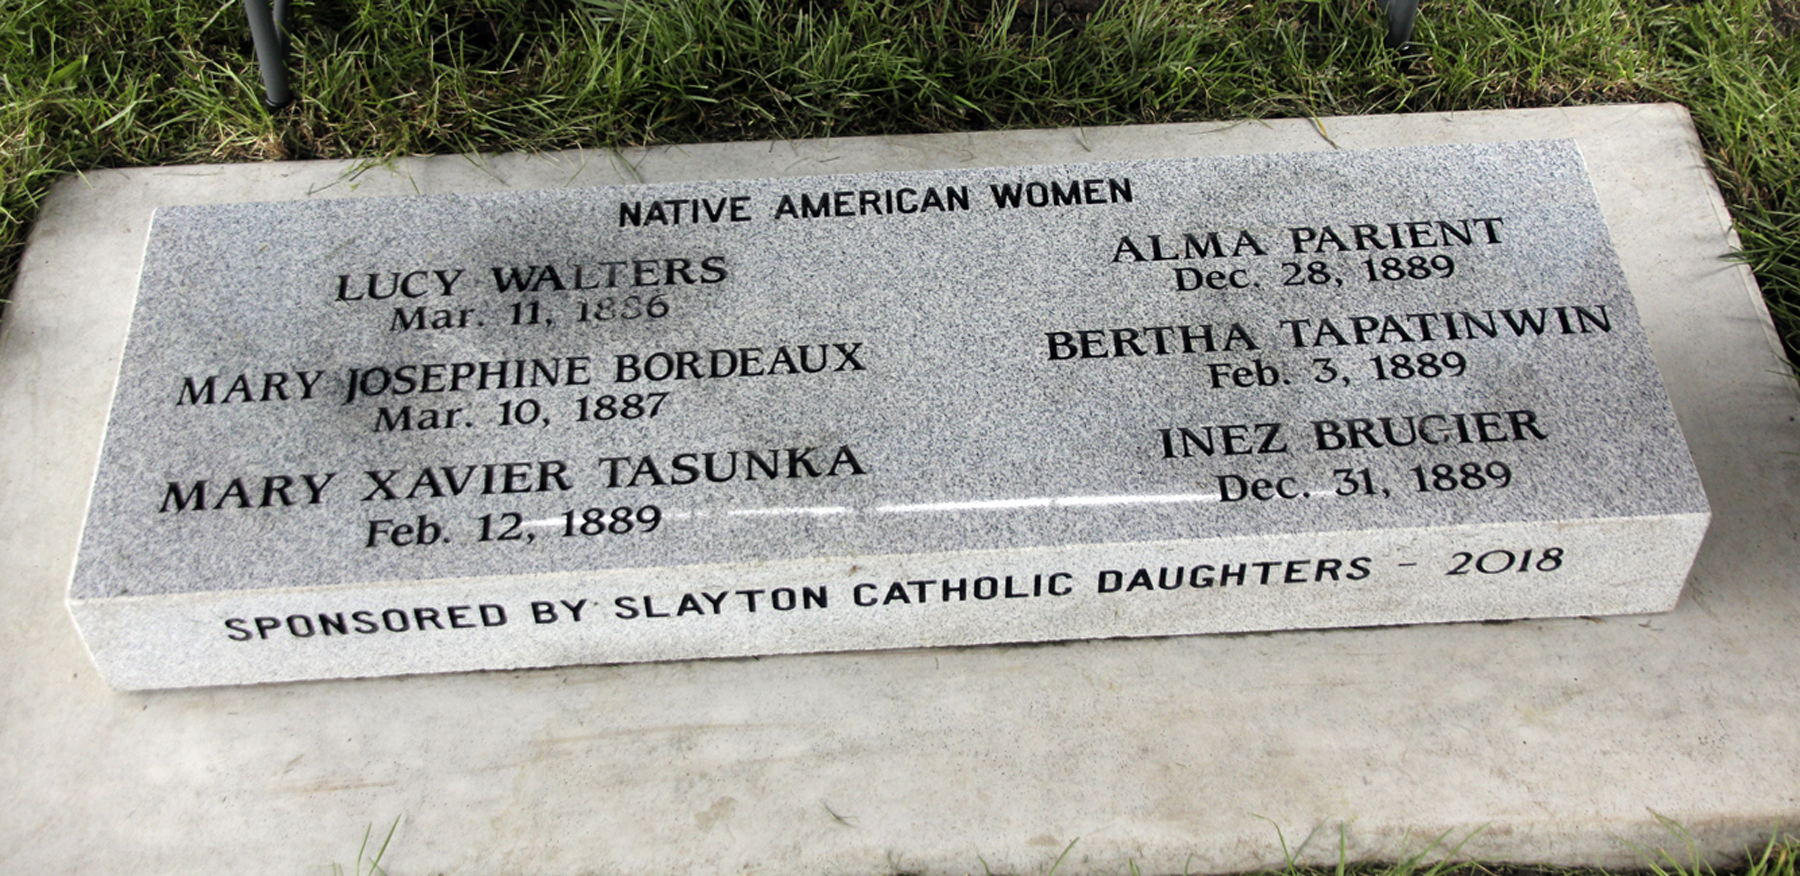 NATIVE AMERICAN WOMEN
LUCY WALTERS
Mar. 11, 1886
MARY JOSEPHINE BORDEAUX
Mar. 10, 1887
MARY XAVIER TASUNKA
Feb. 12, 1889
ALMA PARIENT
Dec. 28, 1889
BERTHA TAPATINWIN
Feb. 3, 1889
INEZ BRUGIER
Dec. 31, 1889
SPONSORED BY SLAYTON CATHOLIC DAUGHTERS - 2018